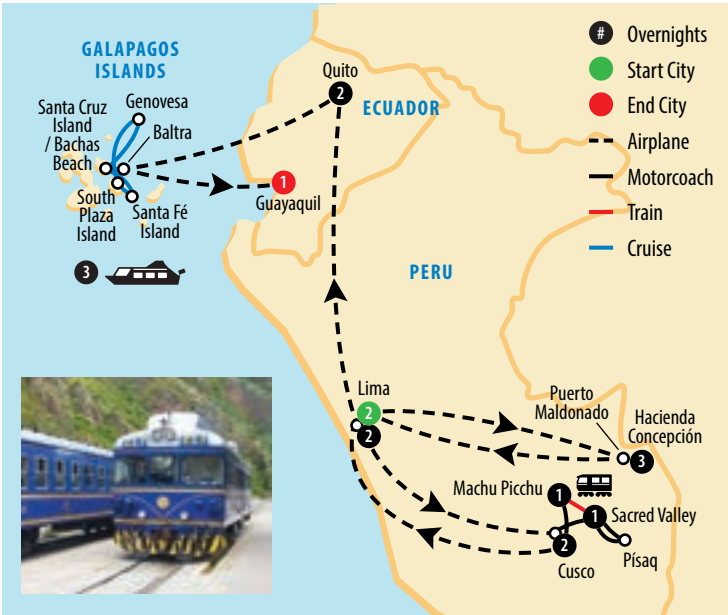 GALAPAGOS
ISLANDS
Santa Cruz
Island
/ Bachas
Beach
Genovesa
Baltra
South
Plaza
Island
Santa Fé
Island
3
Quito
2
ECUADOR
1
Guayaquil
PERU
# Overnights
Start City
End City
Airplane
Motorcoach
Train
Cruise
Lima
2
2
Puerto
Maldonado
Hacienda
Concepción
3
Machu Picchu
1
1
Sacred Valley
2
Cusco
Písaq